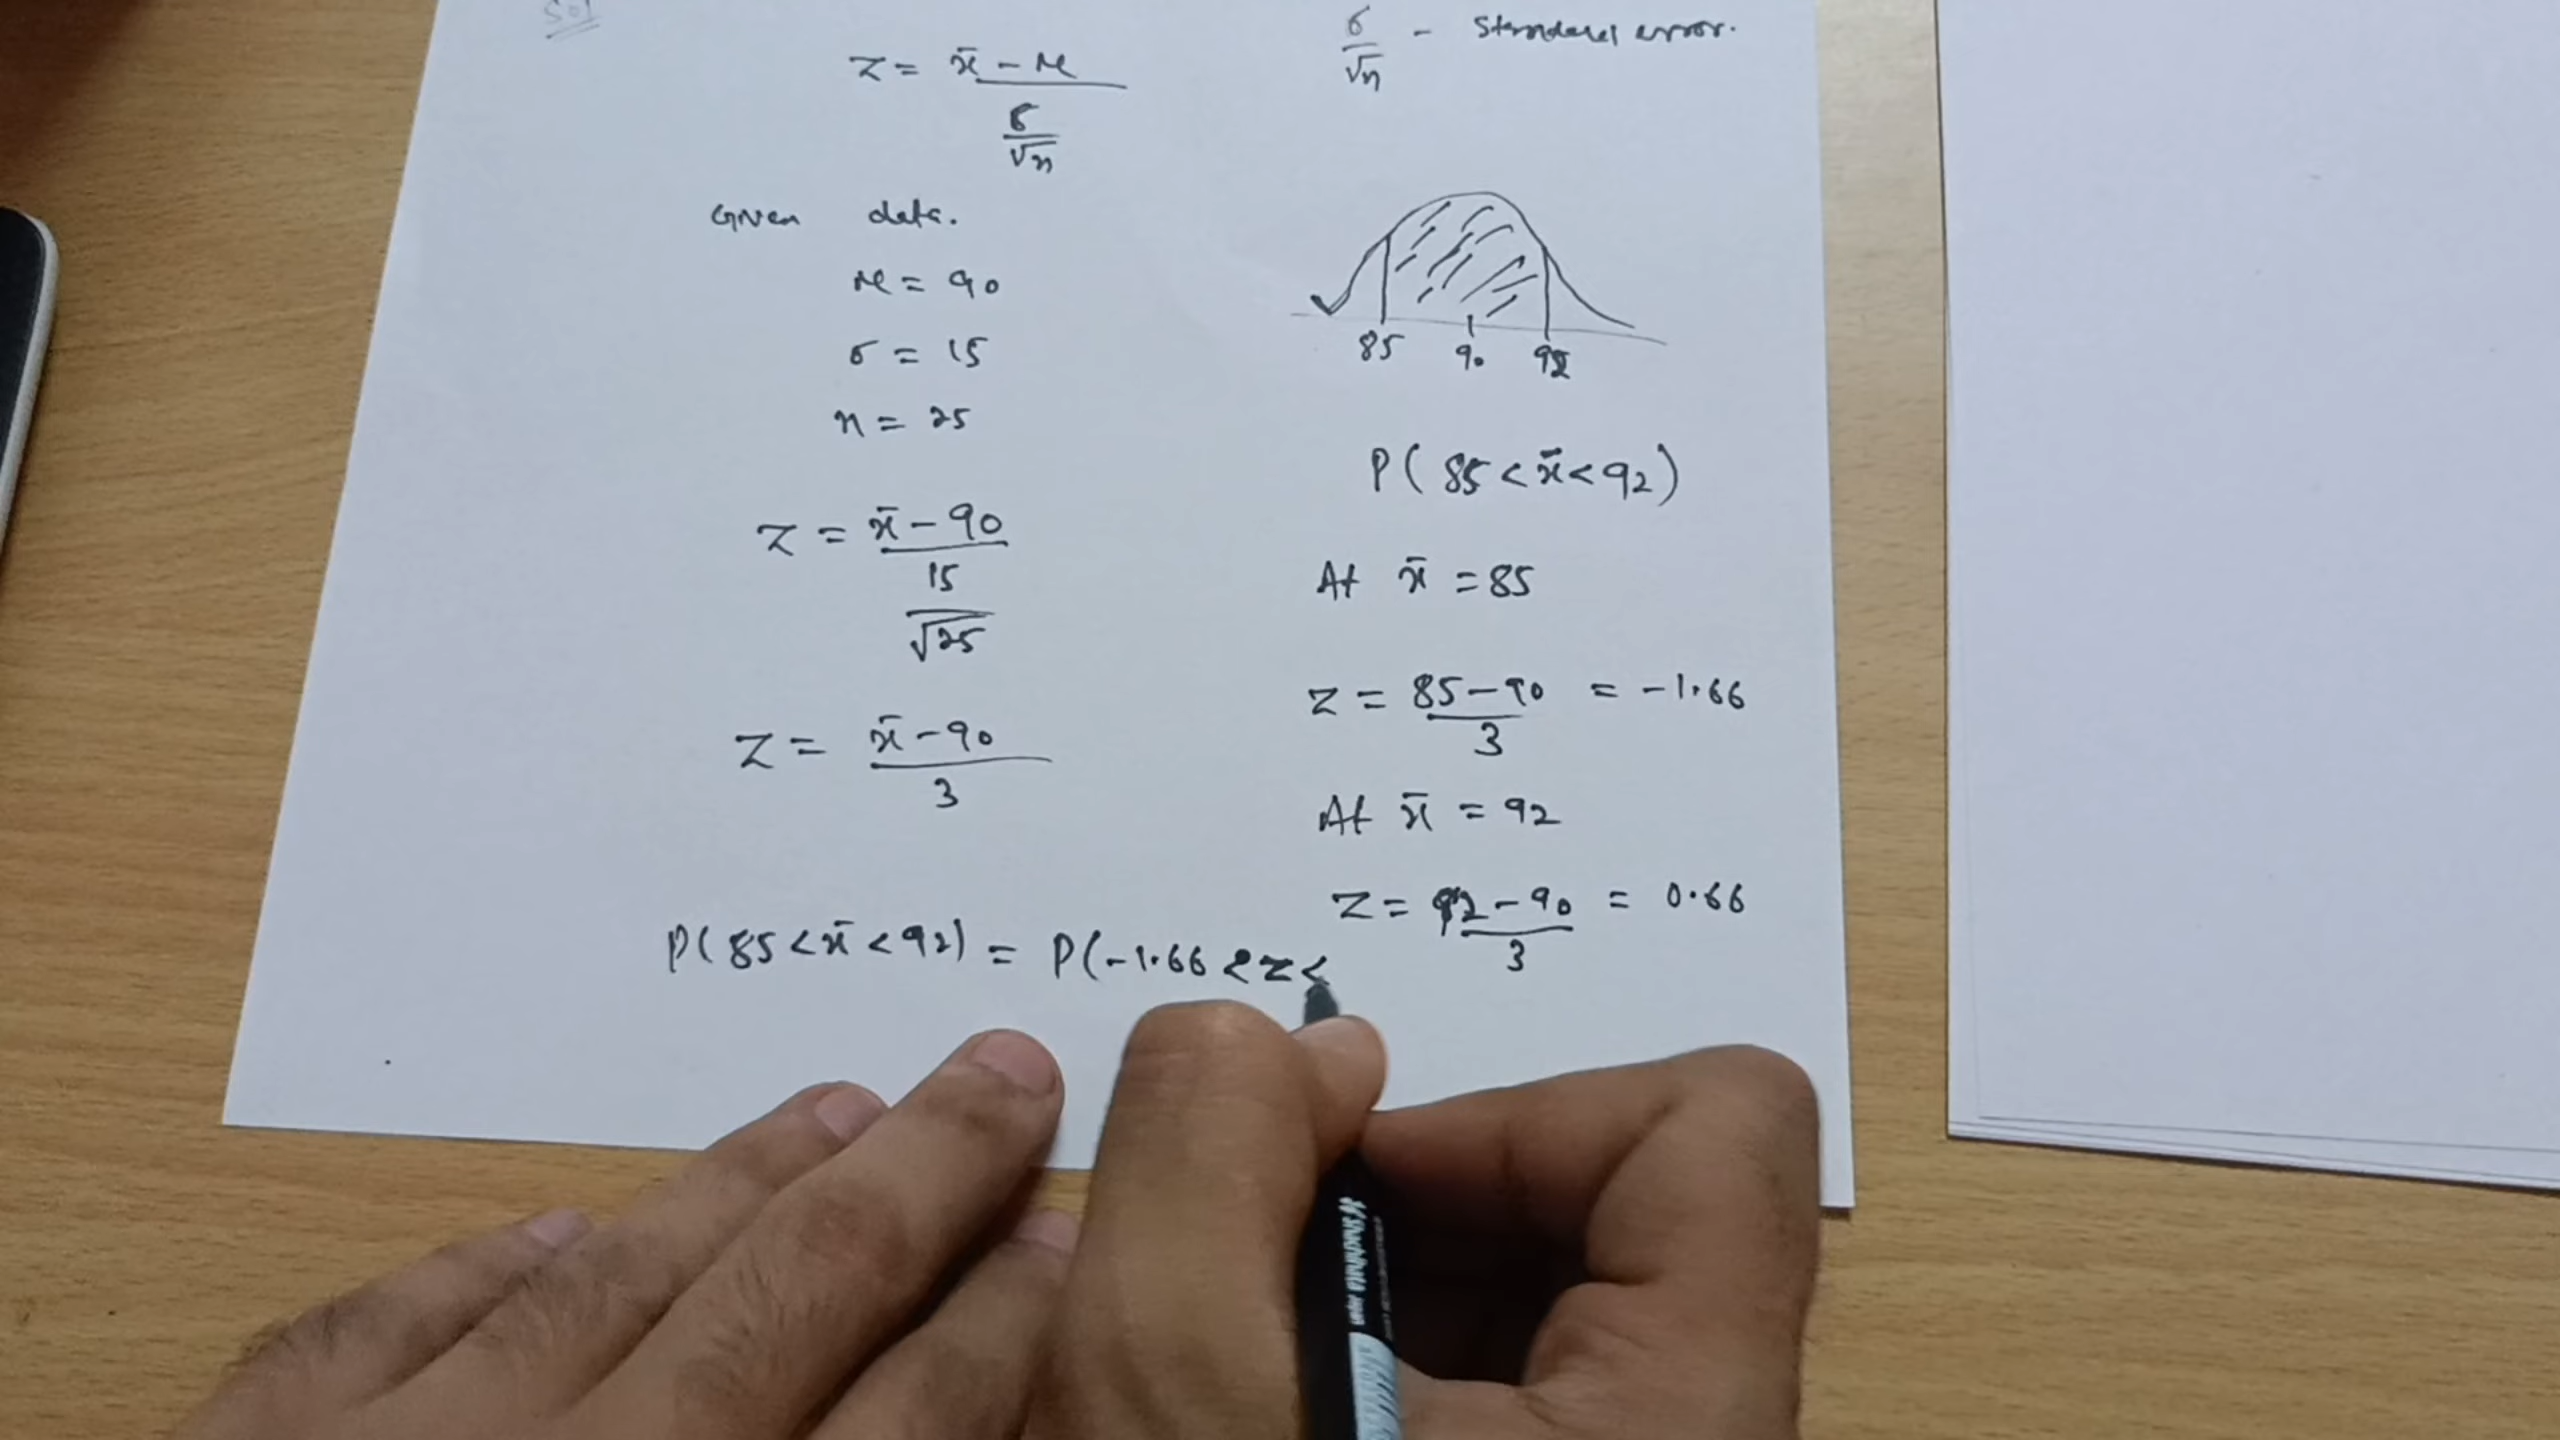 Sol
z = x̄ - μ
σ
√n
Given data.
μ = 90
σ = 15
n = 25
z = x̄ - 90
15
√25
z = x̄ - 90
3
P(85 < x̄ < 92) = P(-1.66 < z <
σ
√n
- Standard error.
85 90 92
P(85 < x̄ < 92)
At x̄ = 85
z = 85 - 90 = -1.66
3
At x̄ = 92
z = 92 - 90 = 0.66
3